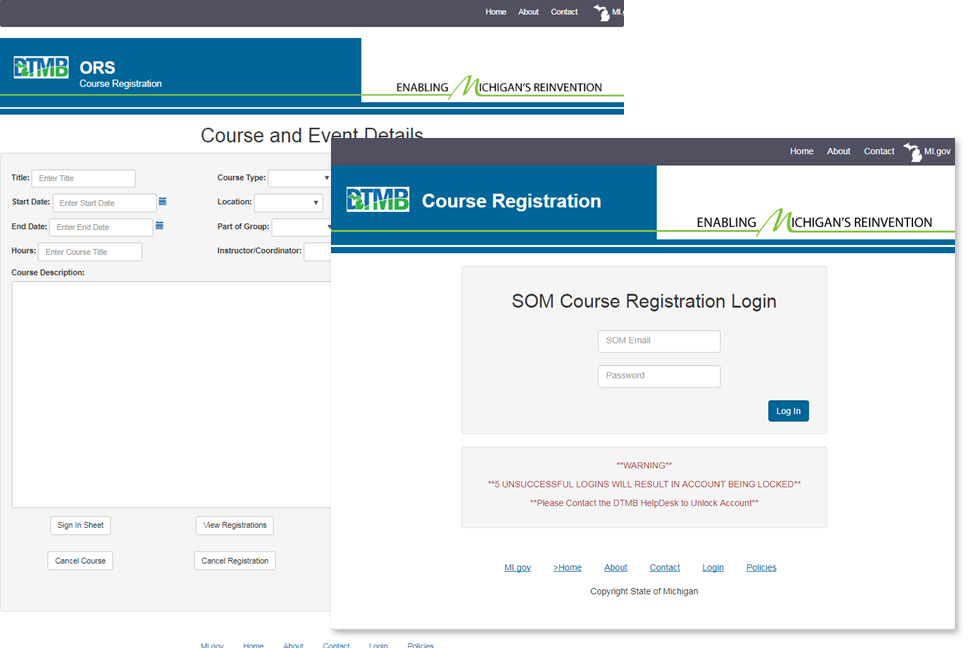 Home About Contact MI.
DTMB ORS
Course Registration
ENABLING MICHIGAN'S REINVENTION
Course and Event Details
Title: Enter Title Course Type:
Start Date: Enter Start Date Location:
End Date: Enter End Date Part of Group:
Hours: Enter Course Title Instructor/Coordinator:
Course Description:
Sign In Sheet View Registrations
Cancel Course Cancel Registration
MI.gov Home About Contact Login Policies
Home About Contact MI.gov
DTMB Course Registration
ENABLING MICHIGAN'S REINVENTION
SOM Course Registration Login
SOM Email
Password
Log In
**WARNING**
**5 UNSUCCESSFUL LOGINS WILL RESULT IN ACCOUNT BEING LOCKED**
**Please Contact the DTMB HelpDesk to Unlock Account**
MI.gov >Home About Contact Login Policies
Copyright State of Michigan